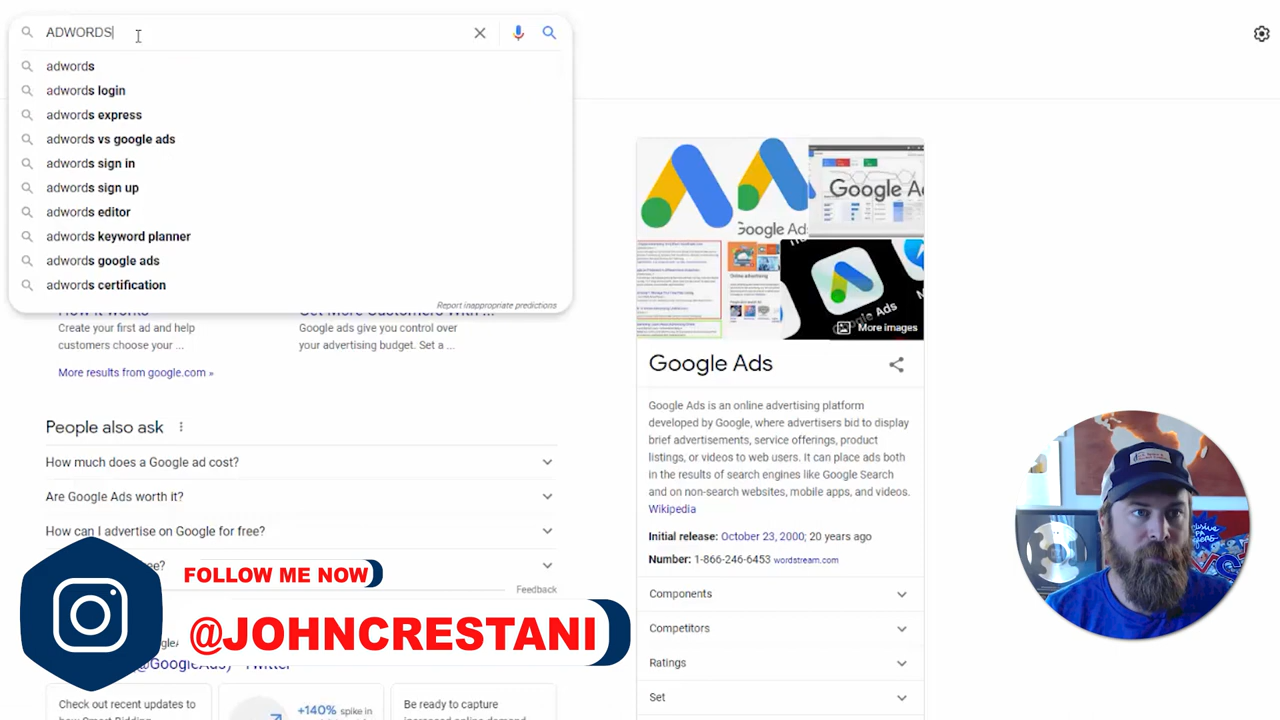 ADWORDS
adwords
adwords login
adwords express
adwords vs google ads
adwords sign in
adwords sign up
adwords editor
adwords keyword planner
adwords google ads
adwords certification
Report inappropriate predictions
How it works
Get More Customers With ...
Create your first ad and help
customers choose your ...
Google ads give you control over
your advertising budget. Set a ...
More results from google.com »
People also ask
How much does a Google ad cost?
Are Google Ads worth it?
How can I advertise on Google for free?
Feedback
FOLLOW ME NOW
@JOHNCRESTANI
Check out recent updates to
+140% spike in
Be ready to capture
Google Ads
More images
Google Ads
Google Ads is an online advertising platform
developed by Google, where advertisers bid to display
brief advertisements, service offerings, product
listings, or videos to web users. It can place ads both
in the results of search engines like Google Search
and on non-search websites, mobile apps, and videos.
Wikipedia
Initial release: October 23, 2000; 20 years ago
Number: 1-866-246-6453 wordstream.com
Components
Competitors
Ratings
Set